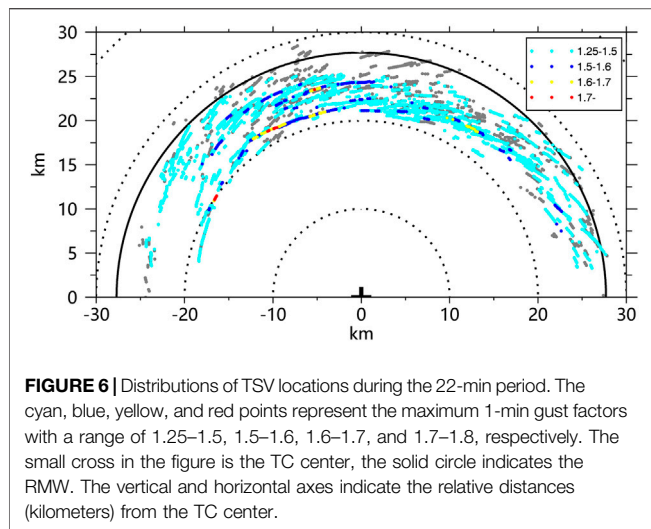 30
25
20
15
10
5
0
km
-30
-20
-10
0
10
20
30
km
1.25-1.5
1.5-1.6
1.6-1.7
1.7-
FIGURE 6 | Distributions of TSV locations during the 22-min period. The
cyan, blue, yellow, and red points represent the maximum 1-min gust factors
with a range of 1.25–1.5, 1.5–1.6, 1.6–1.7, and 1.7–1.8, respectively. The
small cross in the figure is the TC center, the solid circle indicates the
RMW. The vertical and horizontal axes indicate the relative distances
(kilometers) from the TC center.